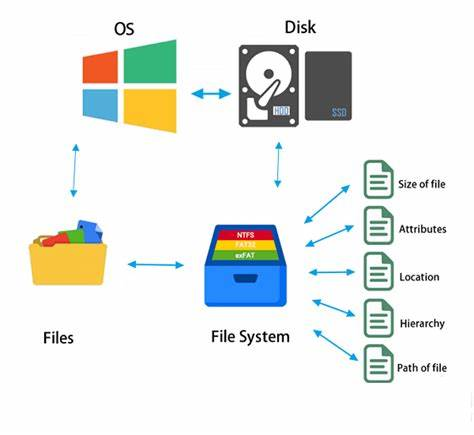 OS
Disk
HDD
SSD
NTFS
FAT32
exFAT
Size of file
Attributes
Location
Hierarchy
Path of file
Files
File System